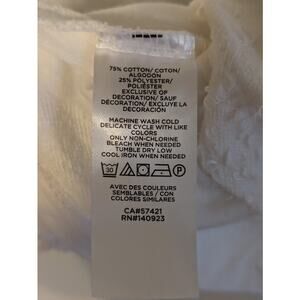 75% COTTON/ COTON/
ALGODÓN
25% POLYESTER/
POLIÉSTER
EXCLUSIVE OF
DECORATION/ SAUF
DÉCORATION/ EXCLUYE LA
DECORACIÓN
MACHINE WASH COLD
DELICATE CYCLE WITH LIKE
COLORS
ONLY NON-CHLORINE
BLEACH WHEN NEEDED
TUMBLE DRY LOW
COOL IRON WHEN NEEDED
30
P
AVEC DES COULEURS
SEMBLABLES / CON
COLORES SIMILARES
CA#57421
RN#140923